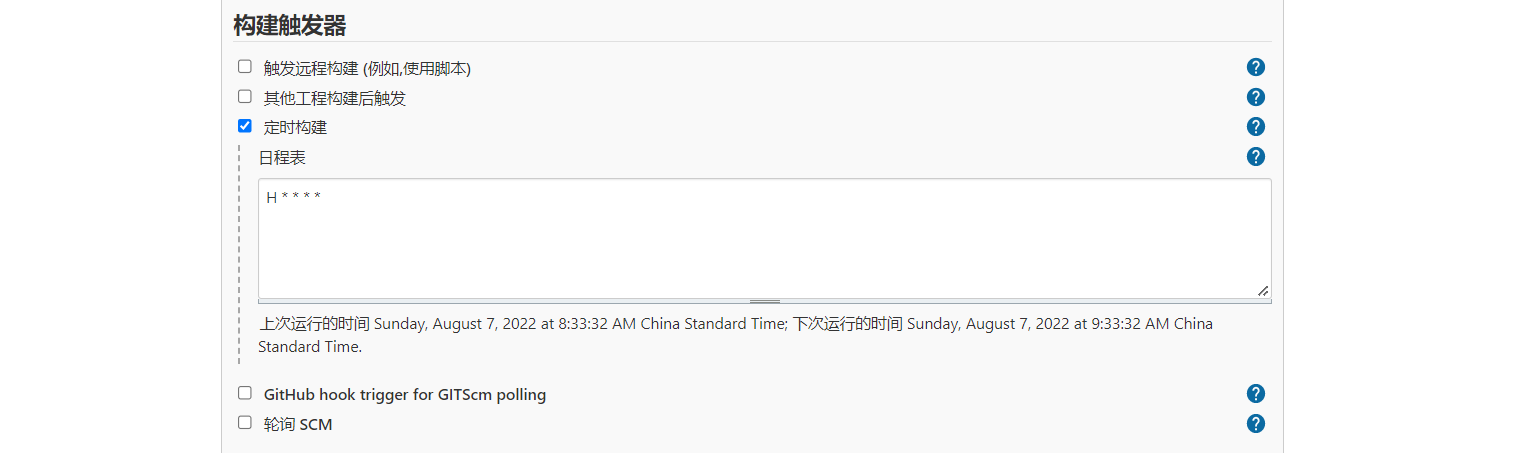 构建触发器
触发远程构建 (例如,使用脚本)
其他工程构建后触发
定时构建
日程表
H * * * *
上次运行的时间 Sunday, August 7, 2022 at 8:33:32 AM China Standard Time; 下次运行的时间 Sunday, August 7, 2022 at 9:33:32 AM China
Standard Time.
GitHub hook trigger for GITScm polling
轮询 SCM